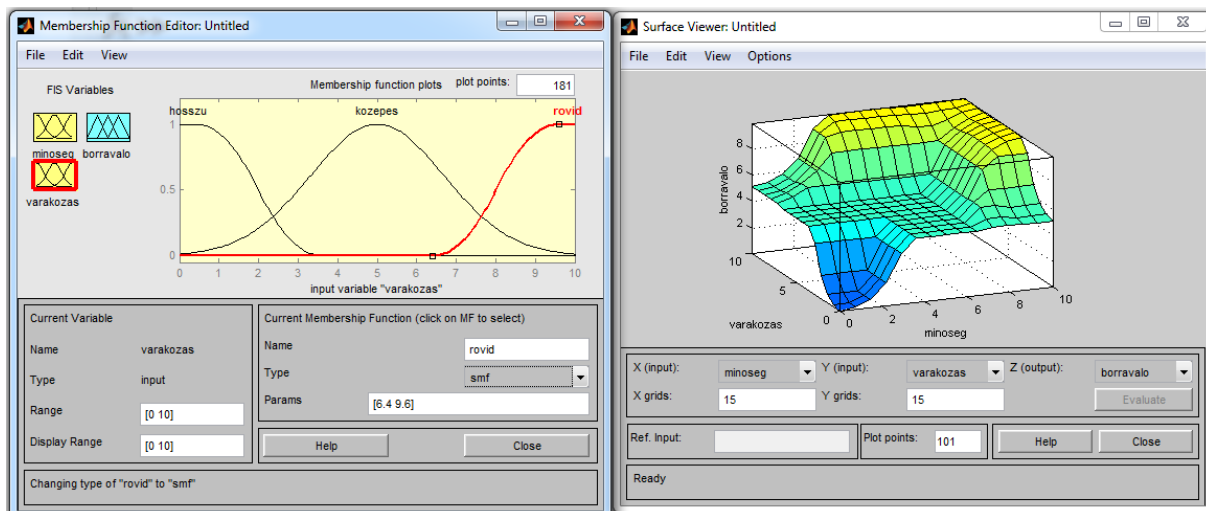 Membership Function Editor: Untitled
File Edit View
FIS Variables
minoseg borravalo
varakozas
Membership function plots plot points: 181
hosszu kozepes rovid
1
0.5
0
0 1 2 3 4 5 6 7 8 9 10
input variable "varakozas"
Current Variable
Name varakozas
Type input
Range [0 10]
Display Range [0 10]
Current Membership Function (click on MF to select)
Name rovid
Type smf
Params [6.4 9.6]
Help Close
Changing type of "rovid" to "smf"
Surface Viewer: Untitled
File Edit View Options
8
6
4
2
borravalo
10
5
0
varakozas
0 2 4 6 8 10
minoseg
X (input): minoseg Y (input): varakozas Z (output): borravalo
X grids: 15 Y grids: 15 Evaluate
Ref. Input: Plot points: 101 Help Close
Ready